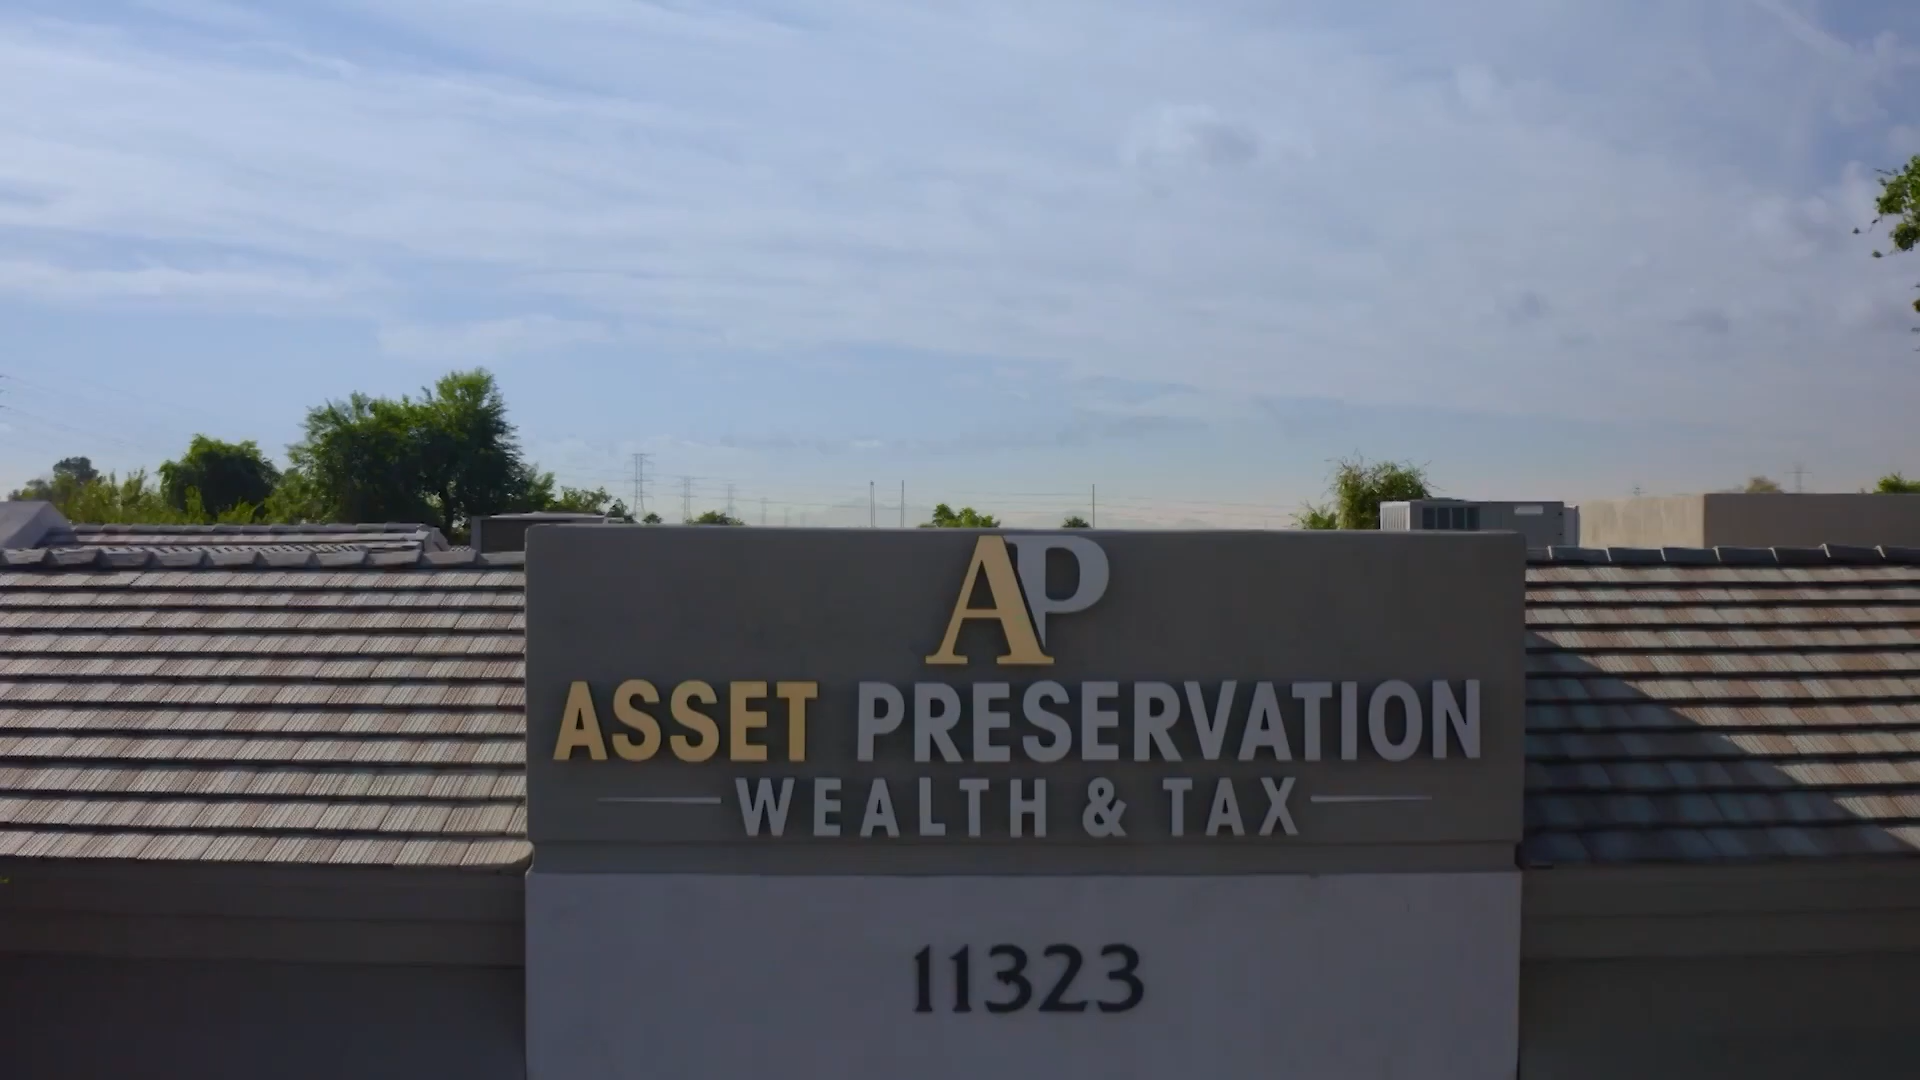 AP
ASSET PRESERVATION
WEALTH & TAX
11323